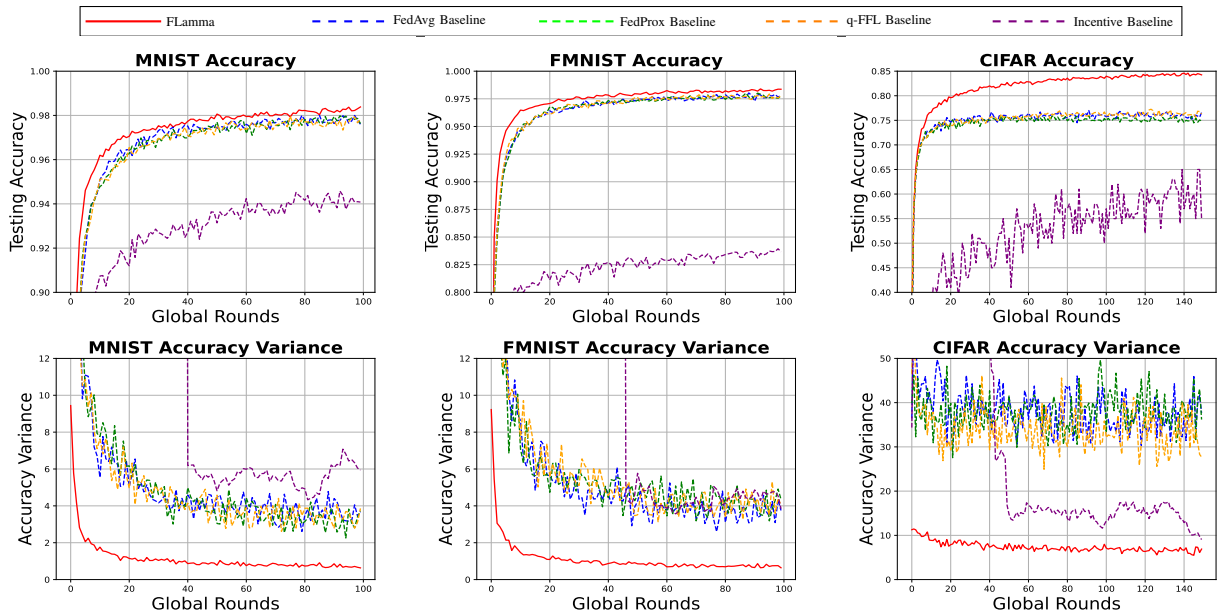 FLamma FedAvg Baseline FedProx Baseline q-FFL Baseline Incentive Baseline
MNIST Accuracy
Testing Accuracy
1.00
0.98
0.96
0.94
0.92
0.90
0 20 40 60 80 100
Global Rounds
FMNIST Accuracy
Testing Accuracy
1.000
0.975
0.950
0.925
0.900
0.875
0.850
0.825
0.800
0 20 40 60 80 100
Global Rounds
CIFAR Accuracy
Testing Accuracy
0.85
0.80
0.75
0.70
0.65
0.60
0.55
0.50
0.45
0.40
0 20 40 60 80 100 120 140
Global Rounds
MNIST Accuracy Variance
Accuracy Variance
12
10
8
6
4
2
0
0 20 40 60 80 100
Global Rounds
FMNIST Accuracy Variance
Accuracy Variance
12
10
8
6
4
2
0
0 20 40 60 80 100
Global Rounds
CIFAR Accuracy Variance
Accuracy Variance
50
40
30
20
10
0
0 20 40 60 80 100 120 140
Global Rounds